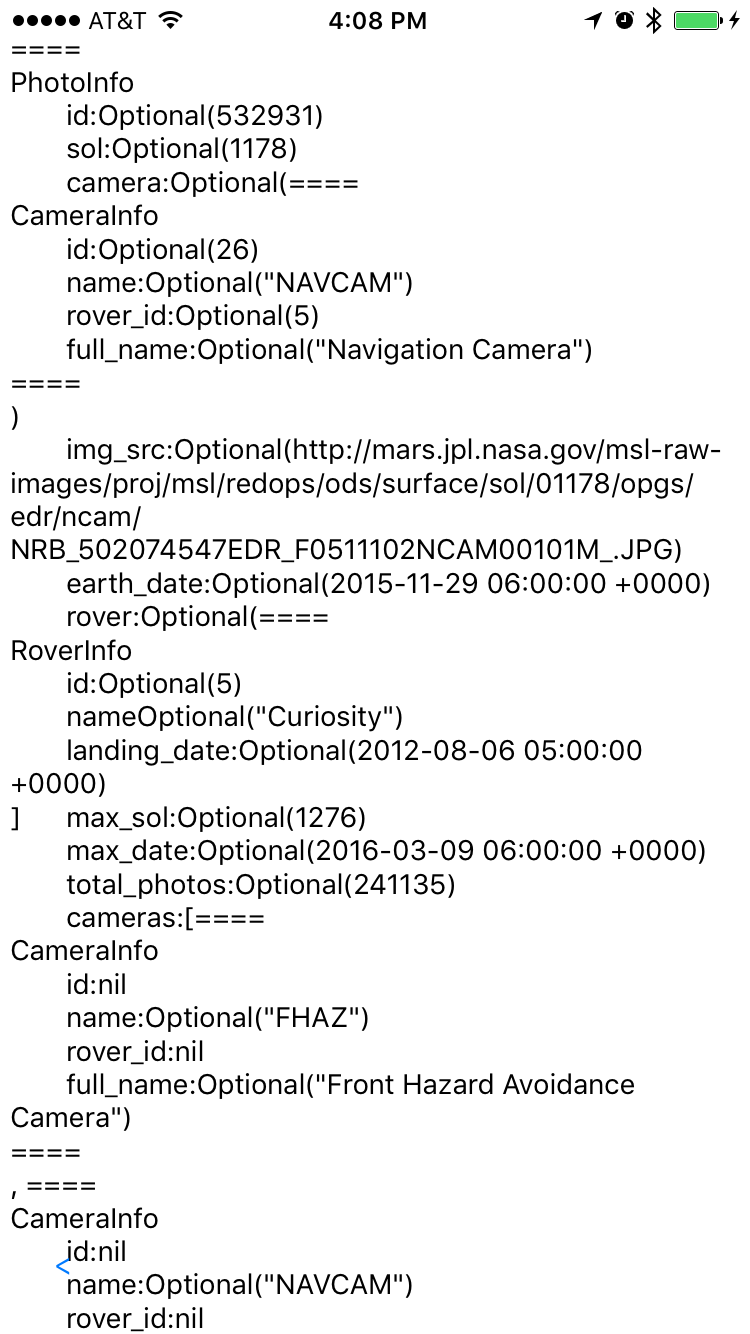 AT&T 4:08 PM
====
PhotoInfo
id:Optional(532931)
sol:Optional(1178)
camera:Optional(====
CameraInfo
id:Optional(26)
name:Optional("NAVCAM")
rover_id:Optional(5)
full_name:Optional("Navigation Camera")
====
)
img_src:Optional(http://mars.jpl.nasa.gov/msl-raw-
images/proj/msl/redops/ods/surface/sol/01178/opgs/
edr/ncam/
NRB_502074547EDR_F0511102NCAM00101M_.JPG)
earth_date:Optional(2015-11-29 06:00:00 +0000)
rover:Optional(====
RoverInfo
id:Optional(5)
nameOptional("Curiosity")
landing_date:Optional(2012-08-06 05:00:00
+0000)
] max_sol:Optional(1276)
max_date:Optional(2016-03-09 06:00:00 +0000)
total_photos:Optional(241135)
cameras:[====
CameraInfo
id:nil
name:Optional("FHAZ")
rover_id:nil
full_name:Optional("Front Hazard Avoidance
Camera")
====
, ====
CameraInfo
id:nil
<
name:Optional("NAVCAM")
rover_id:nil